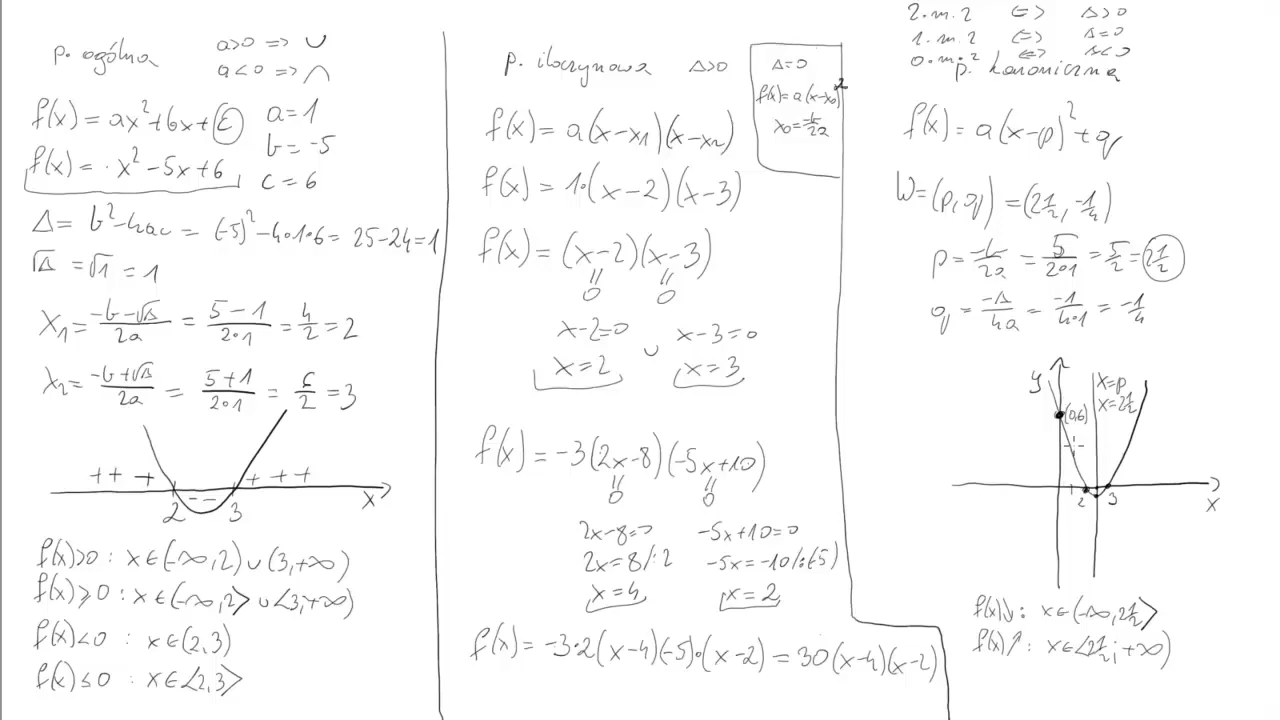 p. ogólna
a>0 => ∪
a<0 => ∩
f(x) = ax²+bx+c
a=1
f(x) = x² -5x+6
b=-5
c=6
Δ = b²-4ac = (-5)² -4·1·6 = 25-24=1
√Δ = √1 = 1
x₁ = (-b-√Δ)/2a = (5-1)/2·1 = 4/2 = 2
x₂ = (-b+√Δ)/2a = (5+1)/2·1 = 6/2 = 3
+ + + -- + + +
2 3 x
f(x)>0 : x∈(-∞,2)∪(3,+∞)
f(x)≥0 : x∈(-∞,2>∪<3,+∞)
f(x)<0 : x∈(2,3)
f(x)≤0 : x∈<2,3>
p. iloczynowa Δ>0
Δ=0
f(x)=a(x-x₀)²
x₀=-b/2a
f(x) = a(x-x₁)(x-x₂)
f(x) = 1·(x-2)(x-3)
f(x) = (x-2)(x-3)
|| ||
0 0
x-2=0 ∪ x-3=0
x=2 x=3
f(x) = -3(2x-8)(-5x+10)
|| ||
0 0
2x-8=0 -5x+10=0
2x=8/:2 -5x=-10/:(-5)
x=4 x=2
f(x) = -3·2(x-4)(-5)·(x-2) = 30(x-4)(x-2)
2.m.z <=> Δ>0
1.m.z <=> Δ=0
0.m.z <=> Δ<0
p. kanoniczna
f(x) = a(x-p)²+q
W=(p,q) = (2½,-¼)
p = -b/2a = 5/2·1 = 5/2 = 2½
q = -Δ/4a = -1/4·1 = -¼
y
x=p
x=2½
(0,6)
2 3 x
f(x)↓ : x∈(-∞,2½>
f(x)↗ : x∈<2½;+∞)